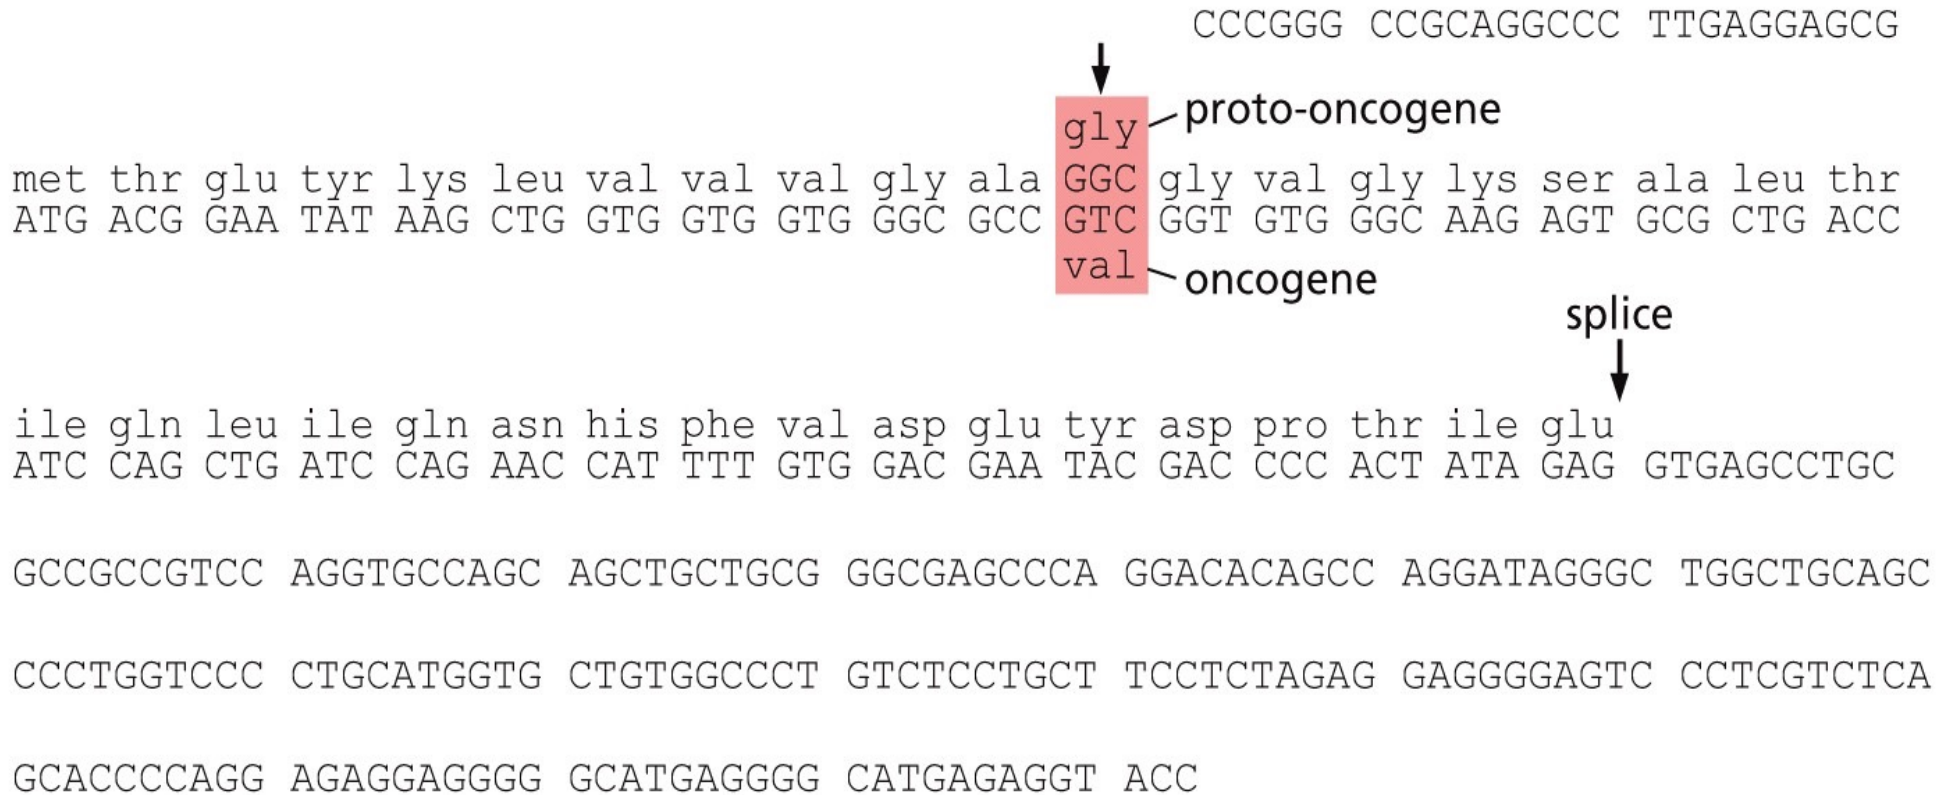 CCCGGG CCGCAGGCCC TTGAGGAGCG
proto-oncogene
gly
met thr glu tyr lys leu val val val gly ala GGC gly val gly lys ser ala leu thr
ATG ACG GAA TAT AAG CTG GTG GTG GTG GGC GCC GTC GGT GTG GGC AAG AGT GCG CTG ACC
val
oncogene
splice
ile gln leu ile gln asn his phe val asp glu tyr asp pro thr ile glu
ATC CAG CTG ATC CAG AAC CAT TTT GTG GAC GAA TAC GAC CCC ACT ATA GAG GTGAGCCTGC
GCCGCCGTCC AGGTGCCAGC AGCTGCTGCG GGCGAGCCCA GGACACAGCC AGGATAGGGC TGGCTGCAGC
CCCTGGTCCC CTGCATGGTG CTGTGGCCCT GTCTCCTGCT TCCTCTAGAG GAGGGGAGTC CCTCGTCTCA
GCACCCCAGG AGAGGAGGGG GCATGAGGGG CATGAGAGGT ACC